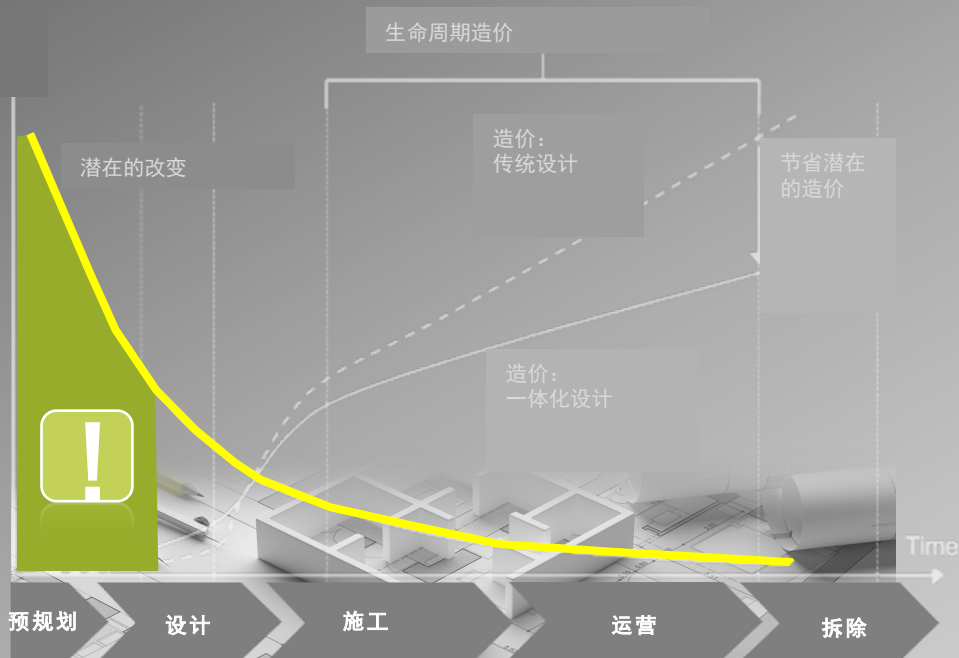 生命周期造价
造价：
传统设计
潜在的改变
节省潜在
的造价
造价：
一体化设计
!
Time
预规划
设计
施工
运营
拆除